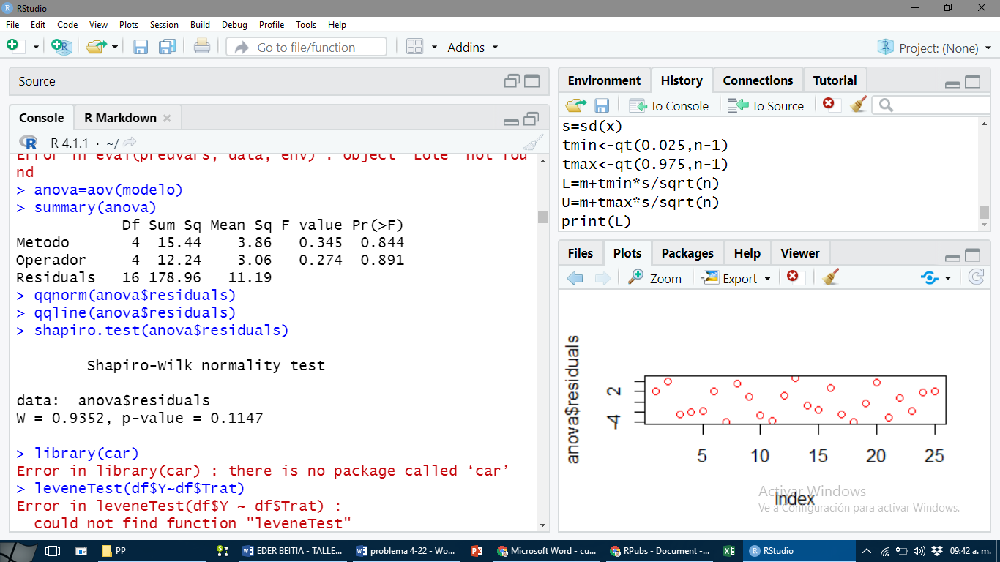 RStudio
File Edit Code View Plots Session Build Debug Profile Tools Help
Go to file/function Addins Project: (None)
Source
Console R Markdown
R 4.1.1 · ~/
Error in eval(predvars, data, env) : object 'Lote' not fou
nd
> anova=aov(modelo)
> summary(anova)
Df Sum Sq Mean Sq F value Pr(>F)
Metodo 4 15.44 3.86 0.345 0.844
Operador 4 12.24 3.06 0.274 0.891
Residuals 16 178.96 11.19
> qqnorm(anova$residuals)
> qqline(anova$residuals)
> shapiro.test(anova$residuals)
Shapiro-Wilk normality test
data: anova$residuals
W = 0.9352, p-value = 0.1147
> library(car)
Error in library(car) : there is no package called ‘car’
> leveneTest(df$Y~df$Trat)
Error in leveneTest(df$Y ~ df$Trat) :
could not find function "leveneTest"
Environment History Connections Tutorial
To Console To Source
s=sd(x)
tmin<-qt(0.025,n-1)
tmax<-qt(0.975,n-1)
L=m+tmin*s/sqrt(n)
U=m+tmax*s/sqrt(n)
print(L)
Files Plots Packages Help Viewer
Zoom Export
anova$residuals
2
-4
5 10 15 20 25
Index
Activar Windows
Ve a Configuración para activar Windows.
PP EDER BEITIA - TALLE... problema 4-22 - Wo... Microsoft Word - cu... RPubs - Document -... RStudio 09:42 a. m.